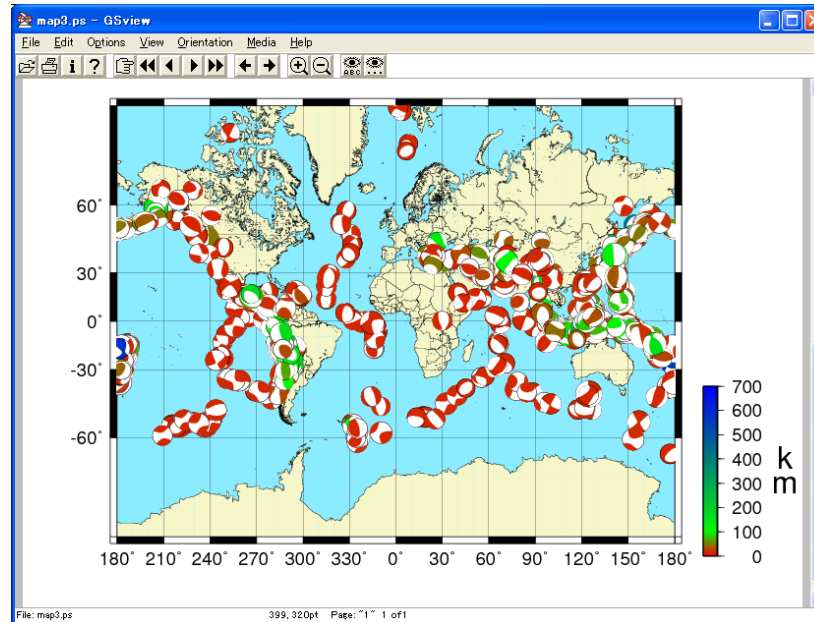 map3.ps - GSview
File Edit Options View Orientation Media Help
i ? ABC ...
60°
30°
0°
-30°
-60°
180° 210° 240° 270° 300° 330° 0° 30° 60° 90° 120° 150° 180°
700
600
500
400
300
200
100
0
k
m
File: map3.ps 399, 320pt Page: "1" 1 of1